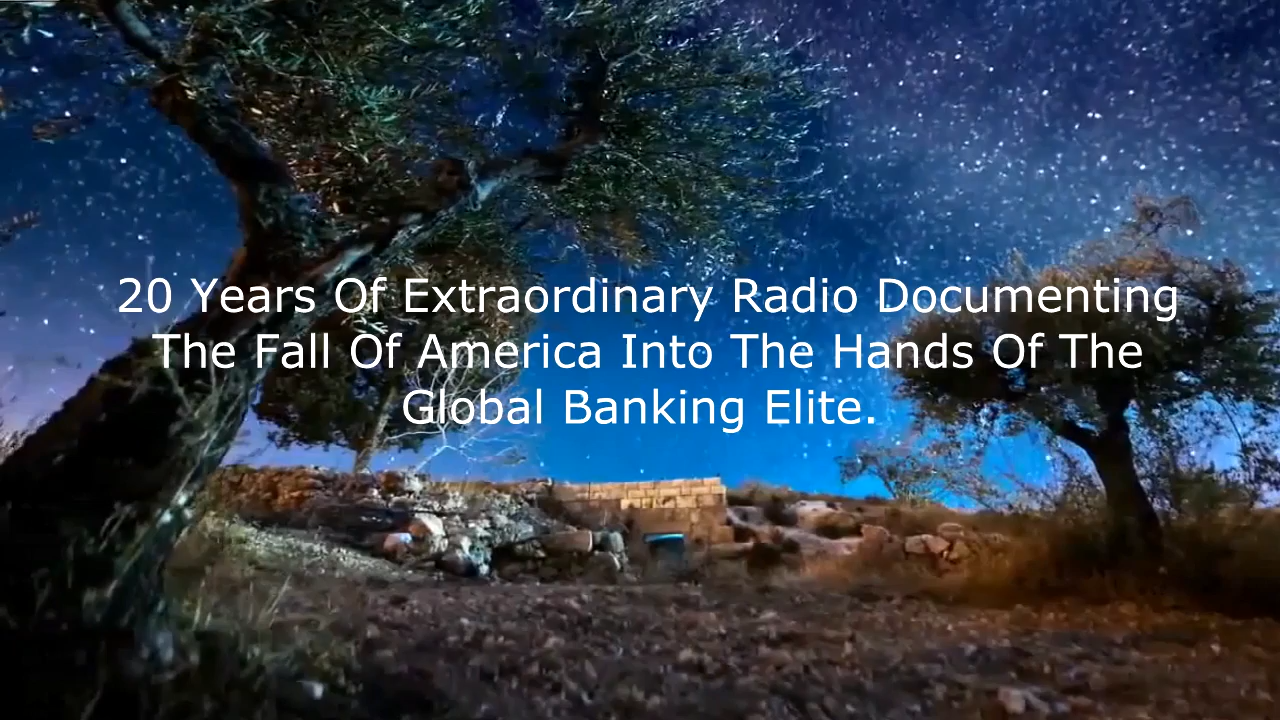 20 Years Of Extraordinary Radio Documenting
The Fall Of America Into The Hands Of The
Global Banking Elite.